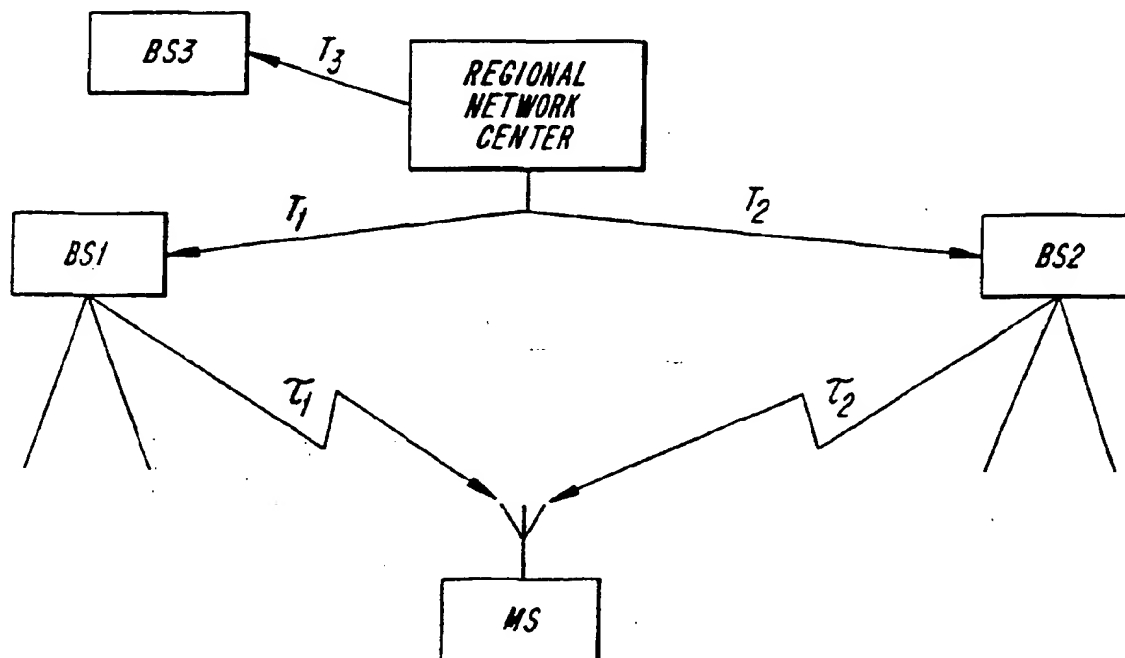 BS3
T3
REGIONAL
NETWORK
CENTER
T1
T2
BS1
BS2
τ1
τ2
MS